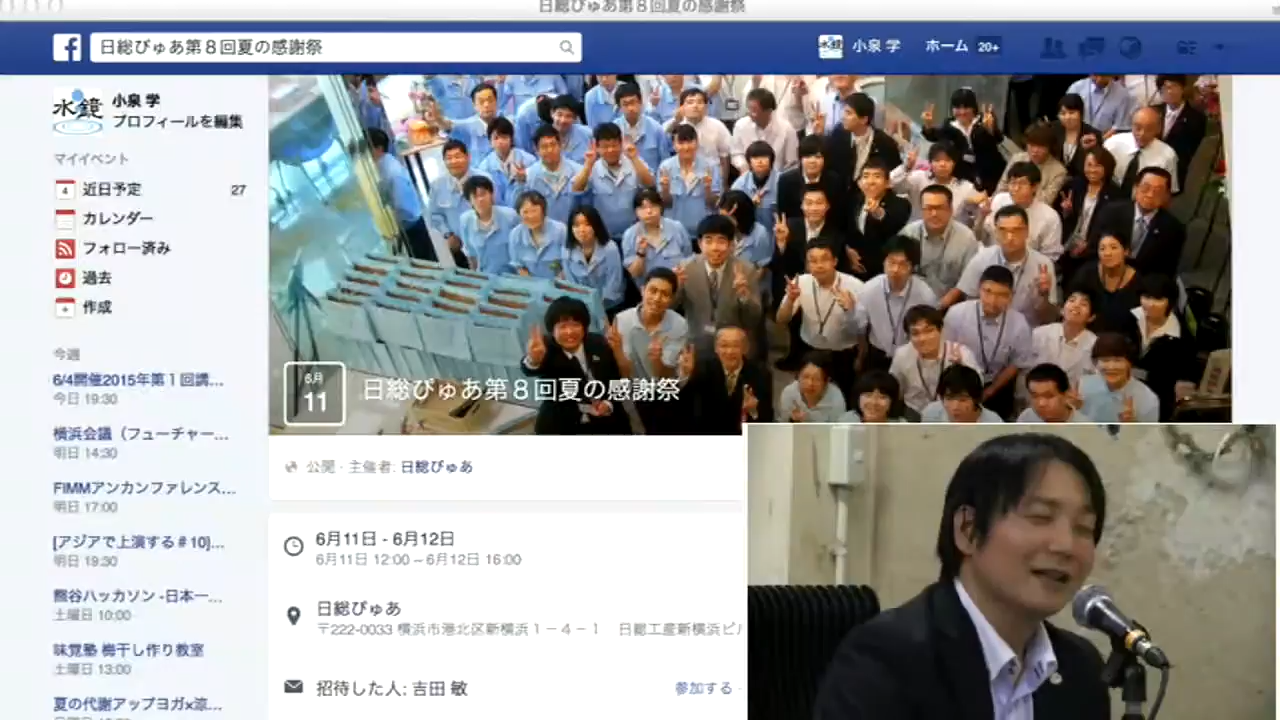 日総ぴゅあ第８回夏の感謝祭
日総ぴゅあ第８回夏の感謝祭
小泉 学
ホーム 20+
水鏡
小泉 学
プロフィールを編集
マイイベント
4 近日予定 27
カレンダー
フォロー済み
過去
作成
今週
6/4開催2015年第１回講...
今日 19:30
横浜会議（フューチャー...
明日 14:30
FIMMアンカンファレンス...
明日 17:00
[アジアで上演する＃10]...
明日 19:30
熊谷ハッカソン -日本一...
土曜日 10:00
味覚塾 梅干し作り教室
土曜日 13:00
夏の代謝アップヨガx涼...
6月
11
日総ぴゅあ第８回夏の感謝祭
公開 · 主催者: 日総ぴゅあ
6月11日 - 6月12日
6月11日 12:00 ~ 6月12日 16:00
日総ぴゅあ
〒222-0033 横浜市港北区新横浜１－４－１ 日総工産新横浜ビル
招待した人: 吉田 敏
参加する ·